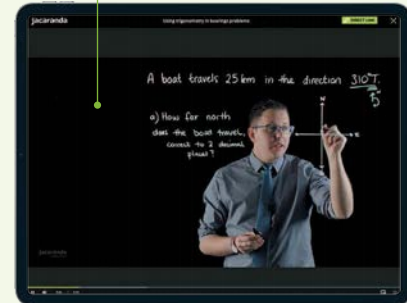 jacaranda
Using trigonometry in bearings problems
A boat travels 25 km in the direction 310°T.
a) How far north
does the boat travel,
correct to 2 decimal
places?
N
E
jacaranda